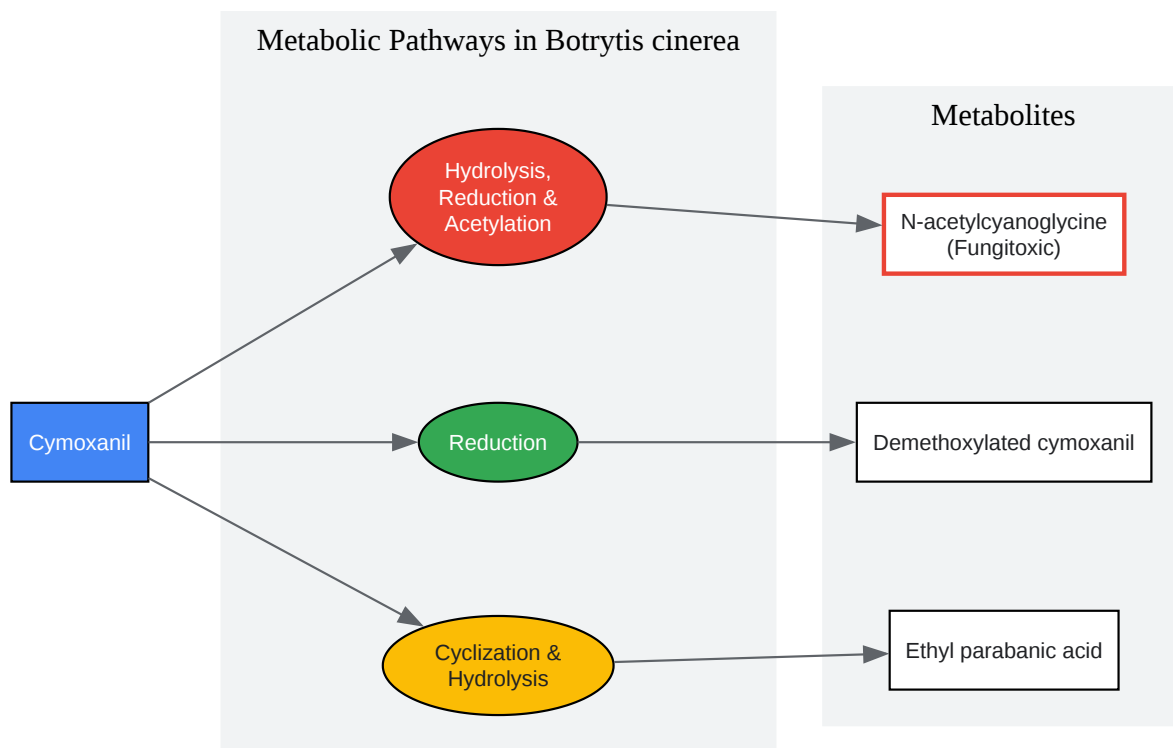 Metabolic Pathways in Botrytis cinerea
Metabolites
Hydrolysis,
Reduction &
Acetylation
N-acetylcyanoglycine
(Fungitoxic)
Cymoxanil
Reduction
Demethoxylated cymoxanil
Cyclization &
Hydrolysis
Ethyl parabanic acid